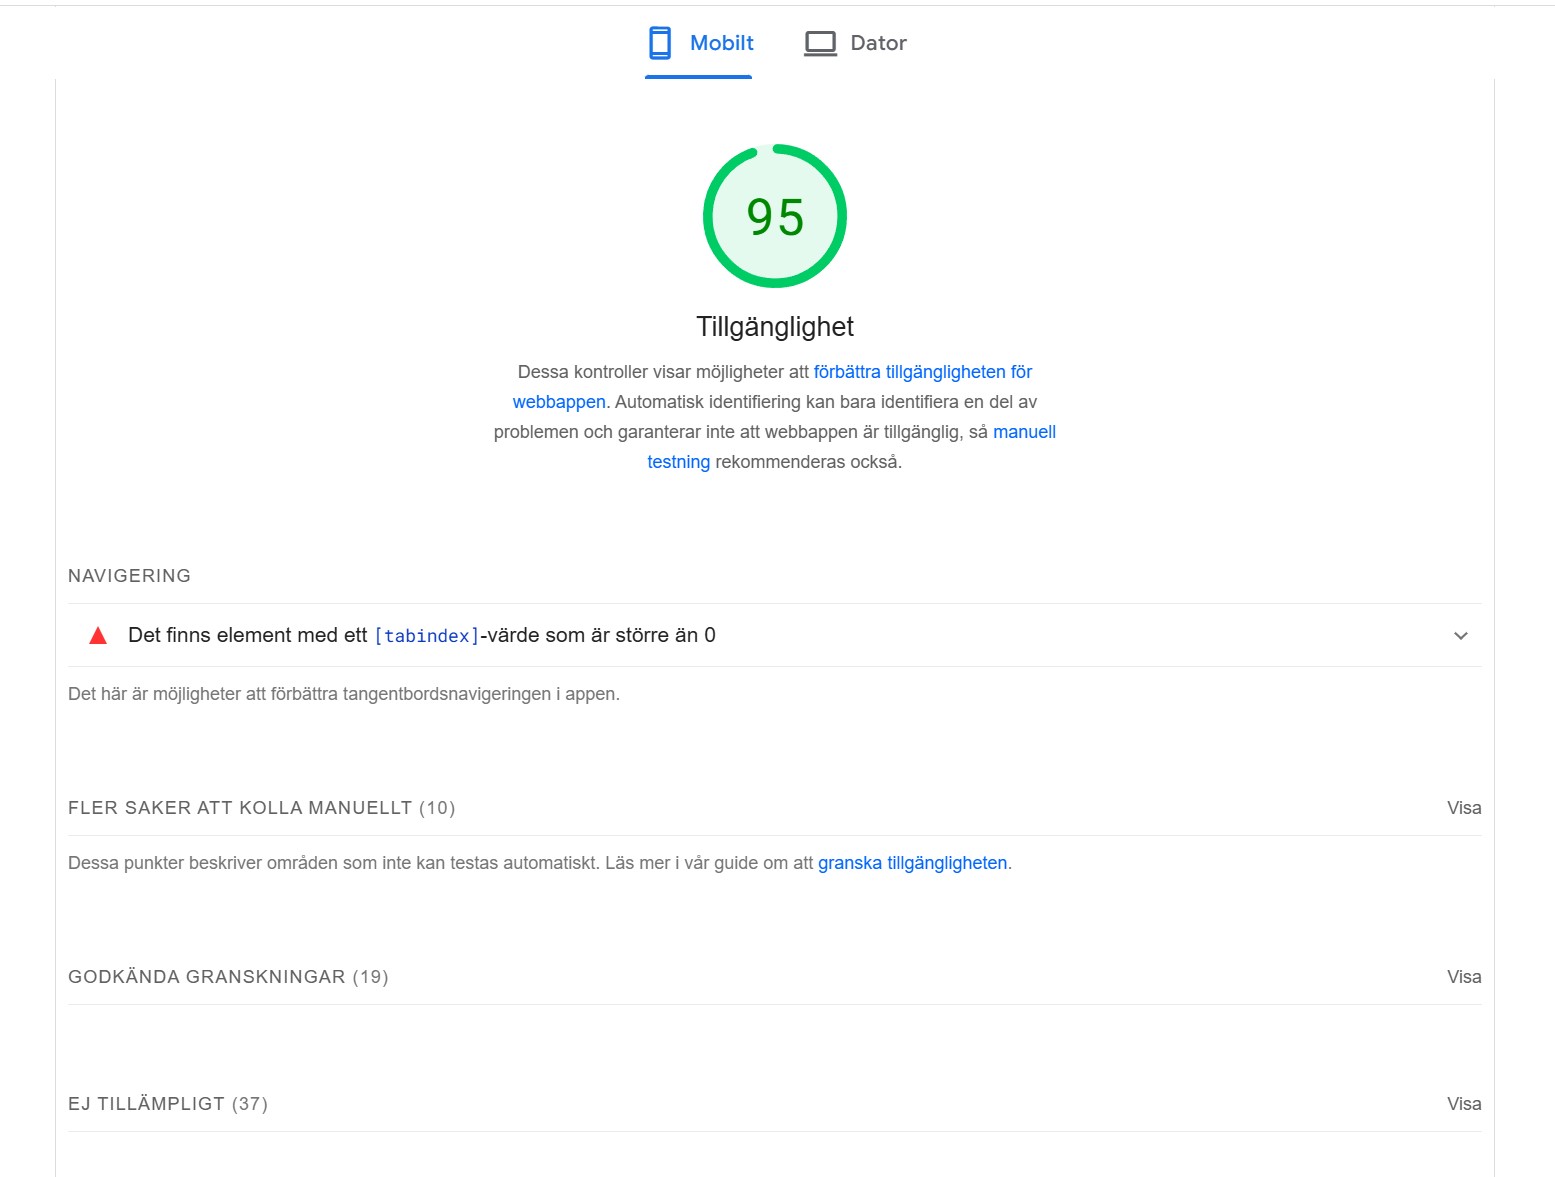 Mobilt Dator
95
Tillgänglighet
Dessa kontroller visar möjligheter att förbättra tillgängligheten för
webbappen. Automatisk identifiering kan bara identifiera en del av
problemen och garanterar inte att webbappen är tillgänglig, så manuell
testning rekommenderas också.
NAVIGERING
Det finns element med ett [tabindex]-värde som är större än 0
Det här är möjligheter att förbättra tangentbordsnavigeringen i appen.
FLER SAKER ATT KOLLA MANUELLT (10) Visa
Dessa punkter beskriver områden som inte kan testas automatiskt. Läs mer i vår guide om att granska tillgängligheten.
GODKÄNDA GRANSKNINGAR (19) Visa
EJ TILLÄMPLIGT (37) Visa